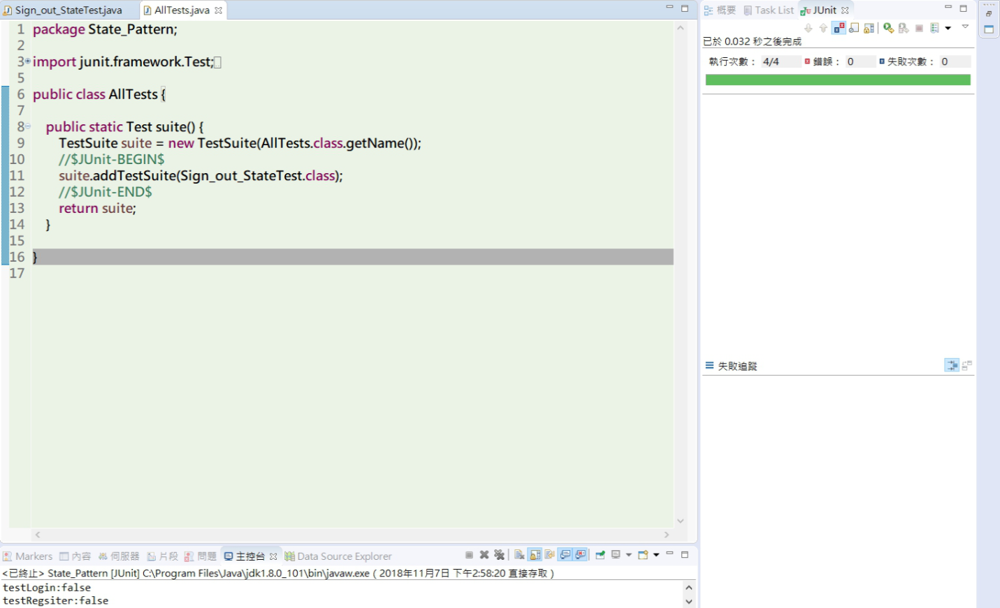 Sign_out_StateTest.java
AllTests.java
1 package State_Pattern;
2
3 import junit.framework.Test;
5
6 public class AllTests {
7
8 public static Test suite() {
9 TestSuite suite = new TestSuite(AllTests.class.getName());
10 //$JUnit-BEGIN$
11 suite.addTestSuite(Sign_out_StateTest.class);
12 //$JUnit-END$
13 return suite;
14 }
15
16 }
17
概要 Task List JUnit
已於 0.032 秒之後完成
執行次數： 4/4 錯誤： 0 失敗次數： 0
失敗追蹤
Markers 內容 伺服器 片段 問題 主控台 Data Source Explorer
<已終止> State_Pattern [JUnit] C:\Program Files\Java\jdk1.8.0_101\bin\javaw.exe ( 2018年11月7日 下午2:58:20 直接存取 )
testLogin:false
testRegsiter:false